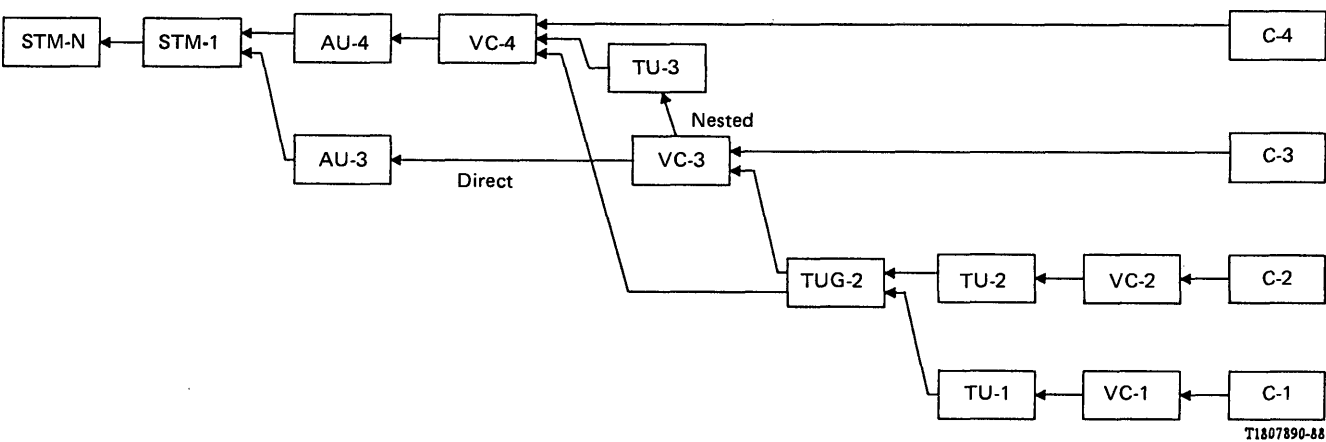 STM-N
STM-1
AU-4
VC-4
C-4
TU-3
Nested
AU-3
Direct
VC-3
C-3
TUG-2
TU-2
VC-2
C-2
TU-1
VC-1
C-1
T1807890-88